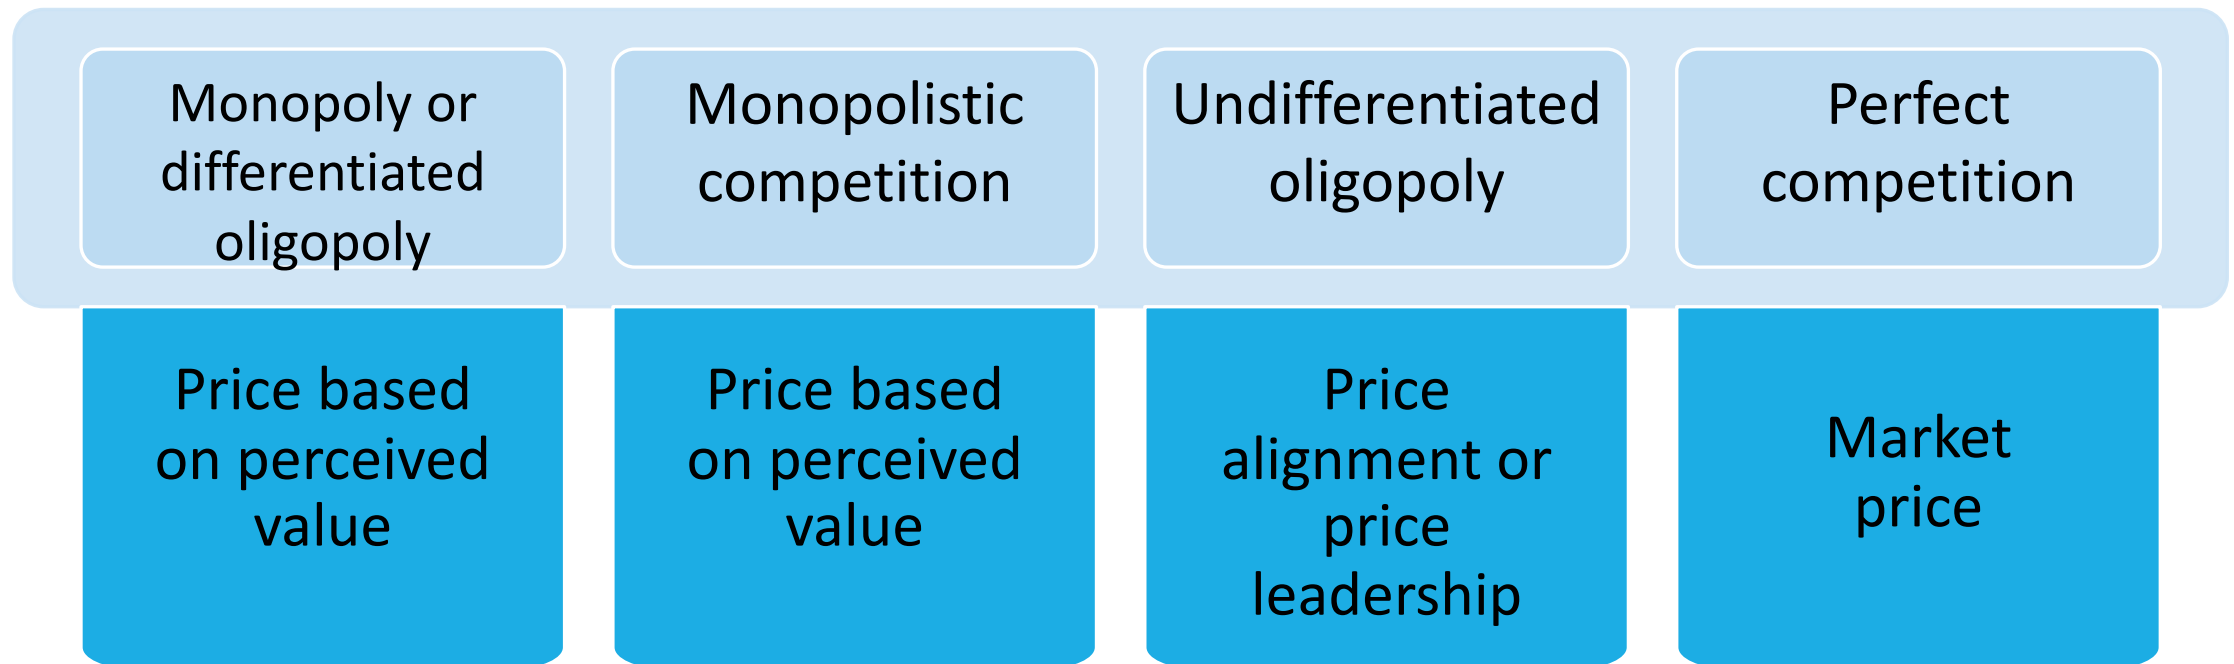 Monopoly or
differentiated
oligopoly
Monopolistic
competition
Undifferentiated
oligopoly
Perfect
competition
Price based
on perceived
value
Price based
on perceived
value
Price
alignment or
price
leadership
Market
price